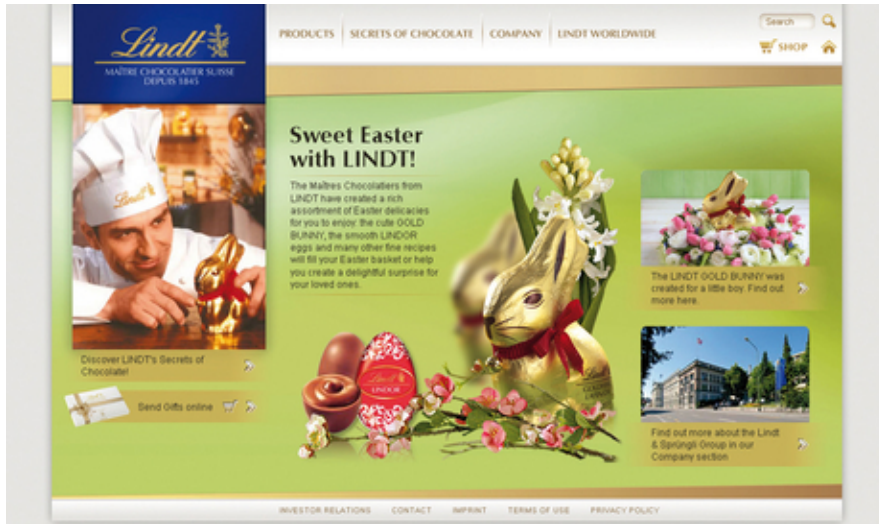 Lindt
MAÎTRE CHOCOLATIER SUISSE
DEPUIS 1845
PRODUCTS
SECRETS OF CHOCOLATE
COMPANY
LINDT WORLDWIDE
Search
SHOP
Lindt
Discover LINDT's Secrets of
Chocolate!
Send Gifts online
Sweet Easter
with LINDT!
The Maîtres Chocolatiers from
LINDT have created a rich
assortment of Easter delicacies
for you to enjoy: the cute GOLD
BUNNY, the smooth LINDOR
eggs and many other fine recipes
will fill your Easter basket or help
you create a delightful surprise for
your loved ones.
Lindt
LINDOR
Lindt
The LINDT GOLD BUNNY was
created for a little boy. Find out
more here.
Find out more about the Lindt
& Sprüngli Group in our
Company section
INVESTOR RELATIONS
CONTACT
IMPRINT
TERMS OF USE
PRIVACY POLICY